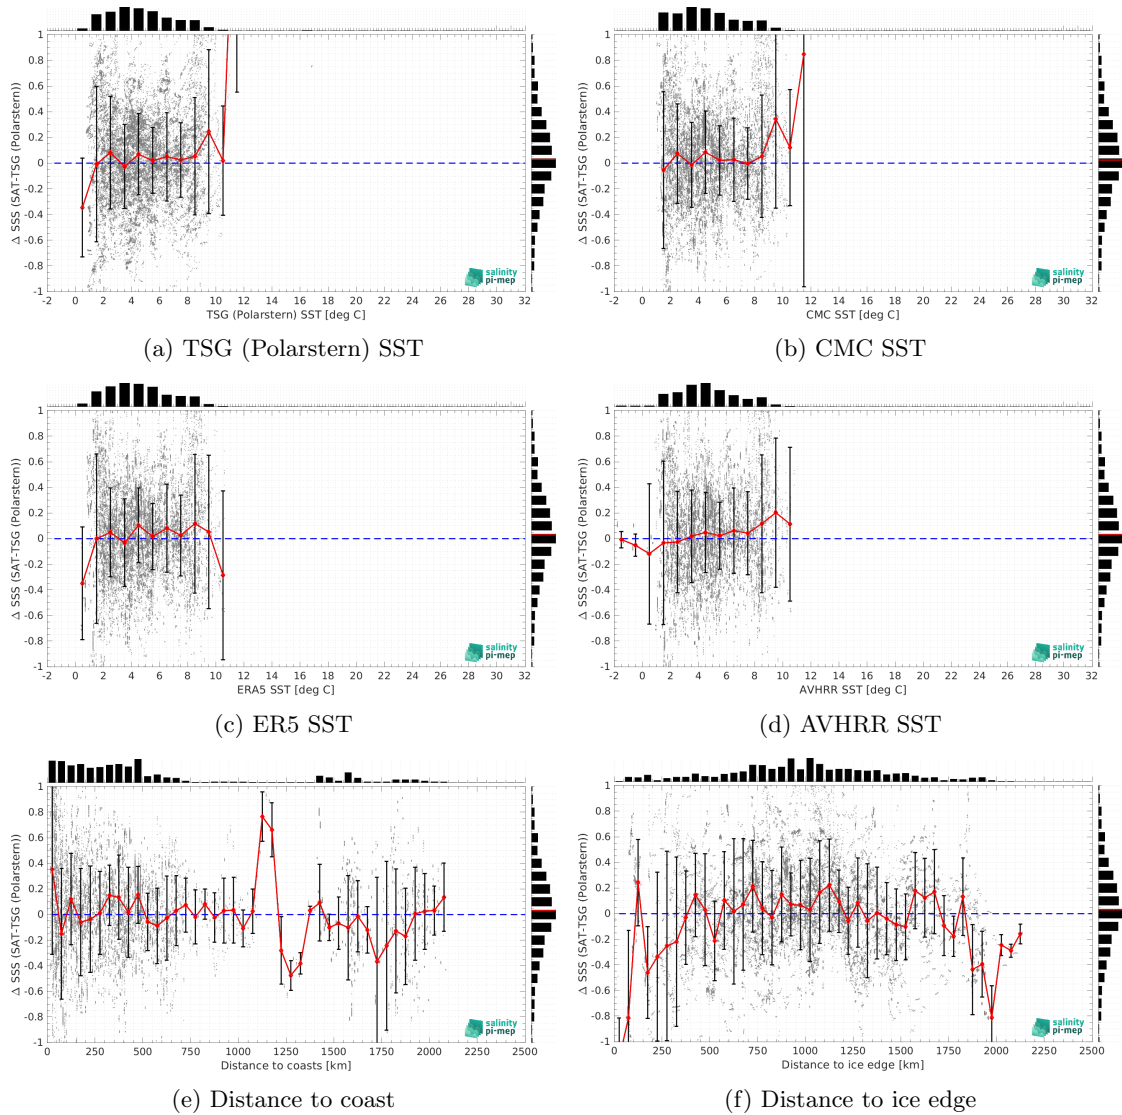 1
0.8
0.6
0.4
0.2
0
-0.2
-0.4
-0.6
-0.8
-1
Δ SSS (SAT-TSG (Polarstern))
salinity
pi-mep
-2 0 2 4 6 8 10 12 14 16 18 20 22 24 26 28 30 32
TSG (Polarstern) SST [deg C]
(a) TSG (Polarstern) SST
1
0.8
0.6
0.4
0.2
0
-0.2
-0.4
-0.6
-0.8
-1
Δ SSS (SAT-TSG (Polarstern))
salinity
pi-mep
-2 0 2 4 6 8 10 12 14 16 18 20 22 24 26 28 30 32
CMC SST [deg C]
(b) CMC SST
1
0.8
0.6
0.4
0.2
0
-0.2
-0.4
-0.6
-0.8
-1
Δ SSS (SAT-TSG (Polarstern))
salinity
pi-mep
-2 0 2 4 6 8 10 12 14 16 18 20 22 24 26 28 30 32
ERA5 SST [deg C]
(c) ER5 SST
1
0.8
0.6
0.4
0.2
0
-0.2
-0.4
-0.6
-0.8
-1
Δ SSS (SAT-TSG (Polarstern))
salinity
pi-mep
-2 0 2 4 6 8 10 12 14 16 18 20 22 24 26 28 30 32
AVHRR SST [deg C]
(d) AVHRR SST
1
0.8
0.6
0.4
0.2
0
-0.2
-0.4
-0.6
-0.8
-1
Δ SSS (SAT-TSG (Polarstern))
salinity
pi-mep
0 250 500 750 1000 1250 1500 1750 2000 2250 2500
Distance to coasts [km]
(e) Distance to coast
1
0.8
0.6
0.4
0.2
0
-0.2
-0.4
-0.6
-0.8
-1
Δ SSS (SAT-TSG (Polarstern))
salinity
pi-mep
0 250 500 750 1000 1250 1500 1750 2000 2250 2500
Distance to ice edge [km]
(f) Distance to ice edge